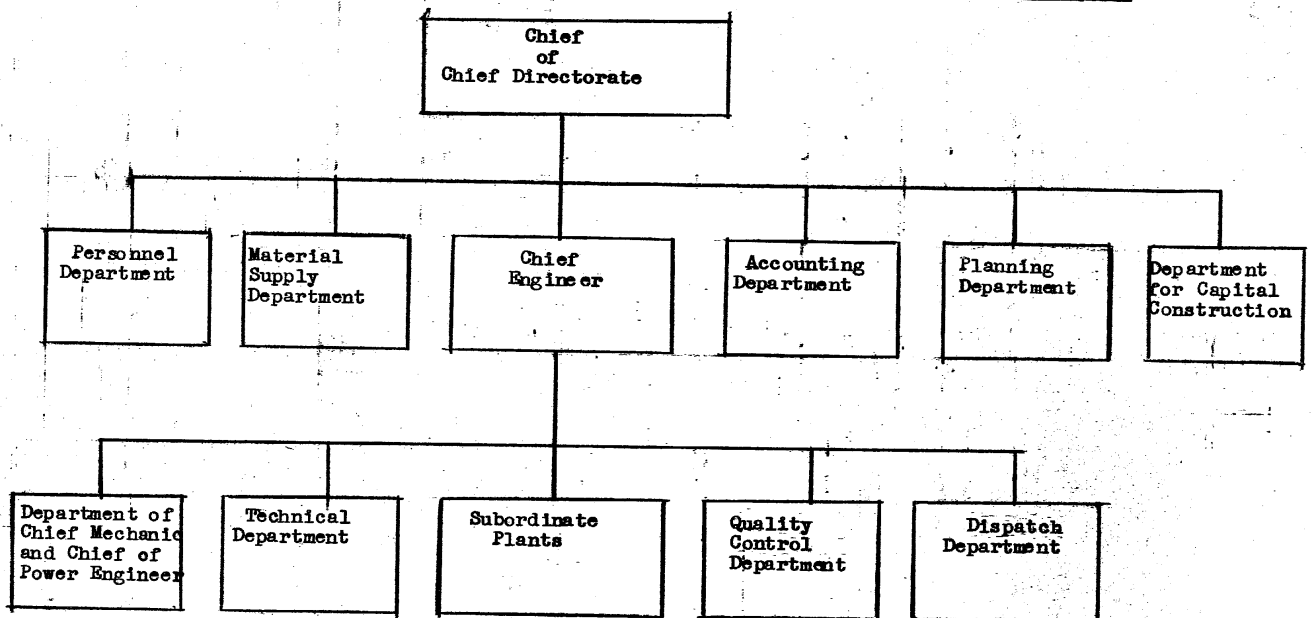 Chief
of
Chief Directorate
Personnel
Department
Material
Supply
Department
Chief
Engineer
Accounting
Department
Planning
Department
Department
for Capital
Construction
Department of
Chief Mechanic
and Chief of
Power Engineer
Technical
Department
Subordinate
Plants
Quality
Control
Department
Dispatch
Department